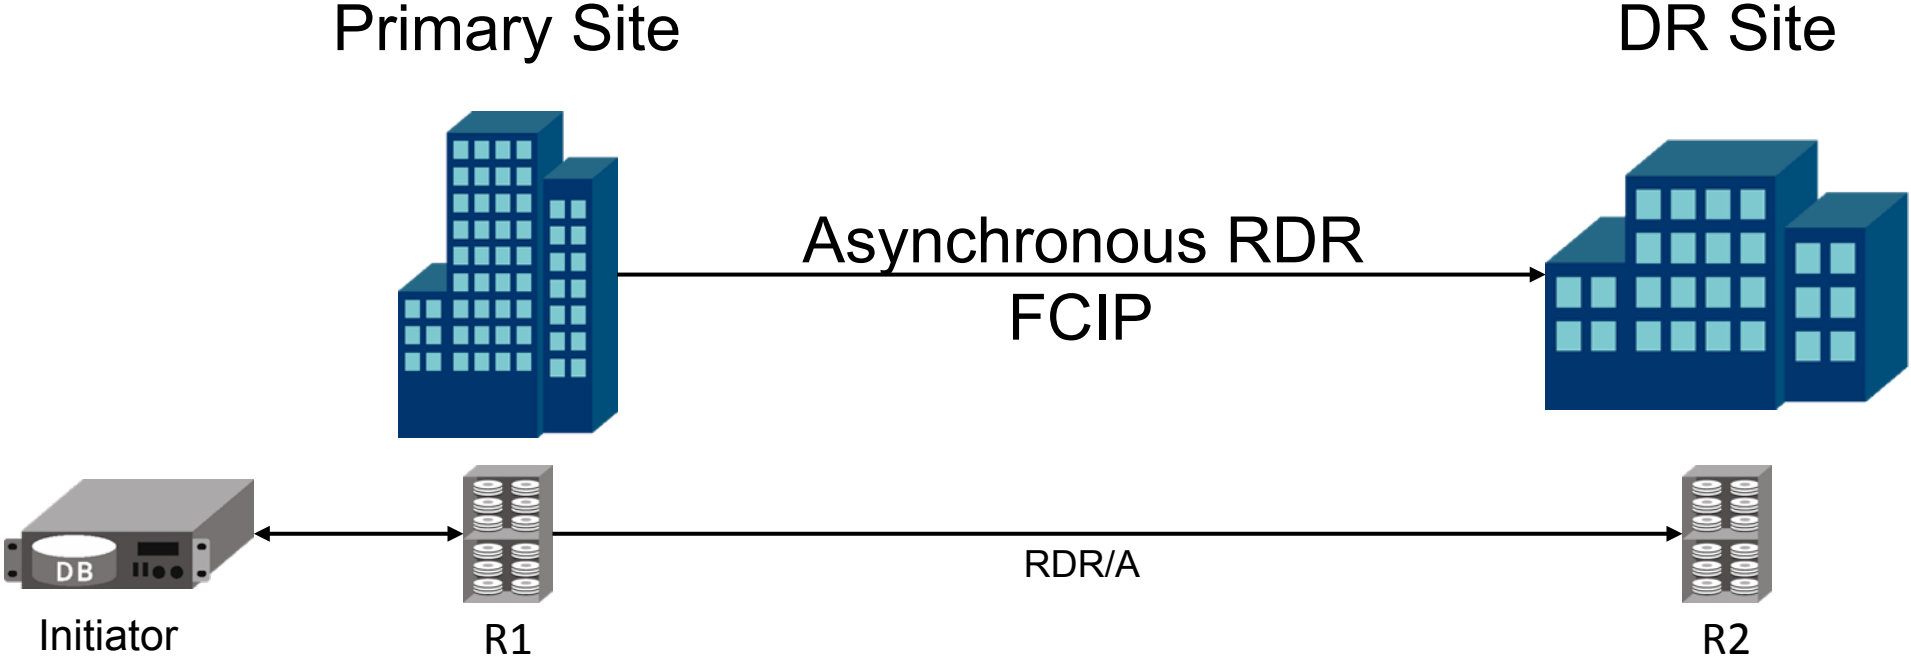 Primary Site
DR Site
Asynchronous RDR
FCIP
DB
RDR/A
Initiator
R1
R2